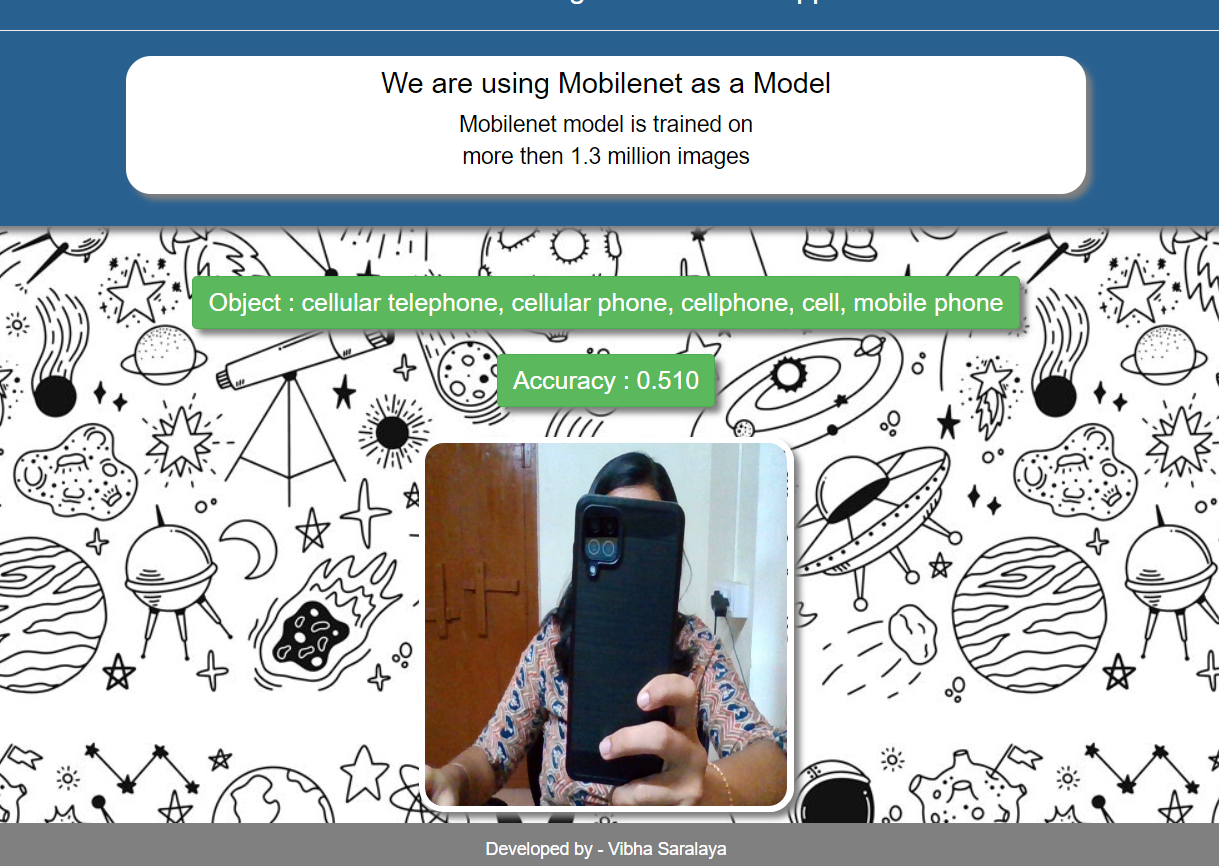 We are using Mobilenet as a Model
Mobilenet model is trained on
more then 1.3 million images
Object : cellular telephone, cellular phone, cellphone, cell, mobile phone
Accuracy : 0.510
Developed by - Vibha Saralaya